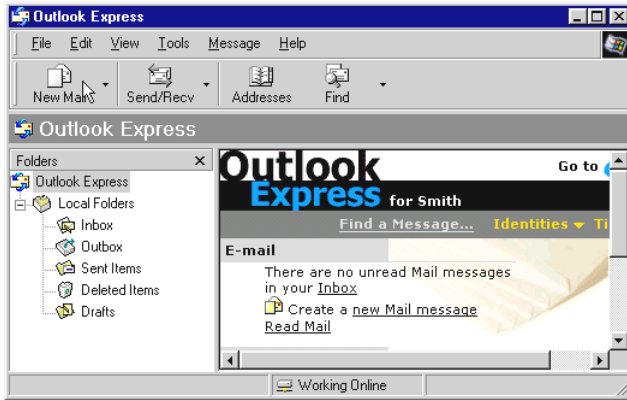 Outlook Express
File Edit View Tools Message Help
New Mail Send/Recv Addresses Find
Outlook Express
Folders
Outlook Express
Local Folders
Inbox
Outbox
Sent Items
Deleted Items
Drafts
Outlook Go to
Express for Smith
Find a Message... Identities
E-mail
There are no unread Mail messages
in your Inbox
Create a new Mail message
Read Mail
Working Online